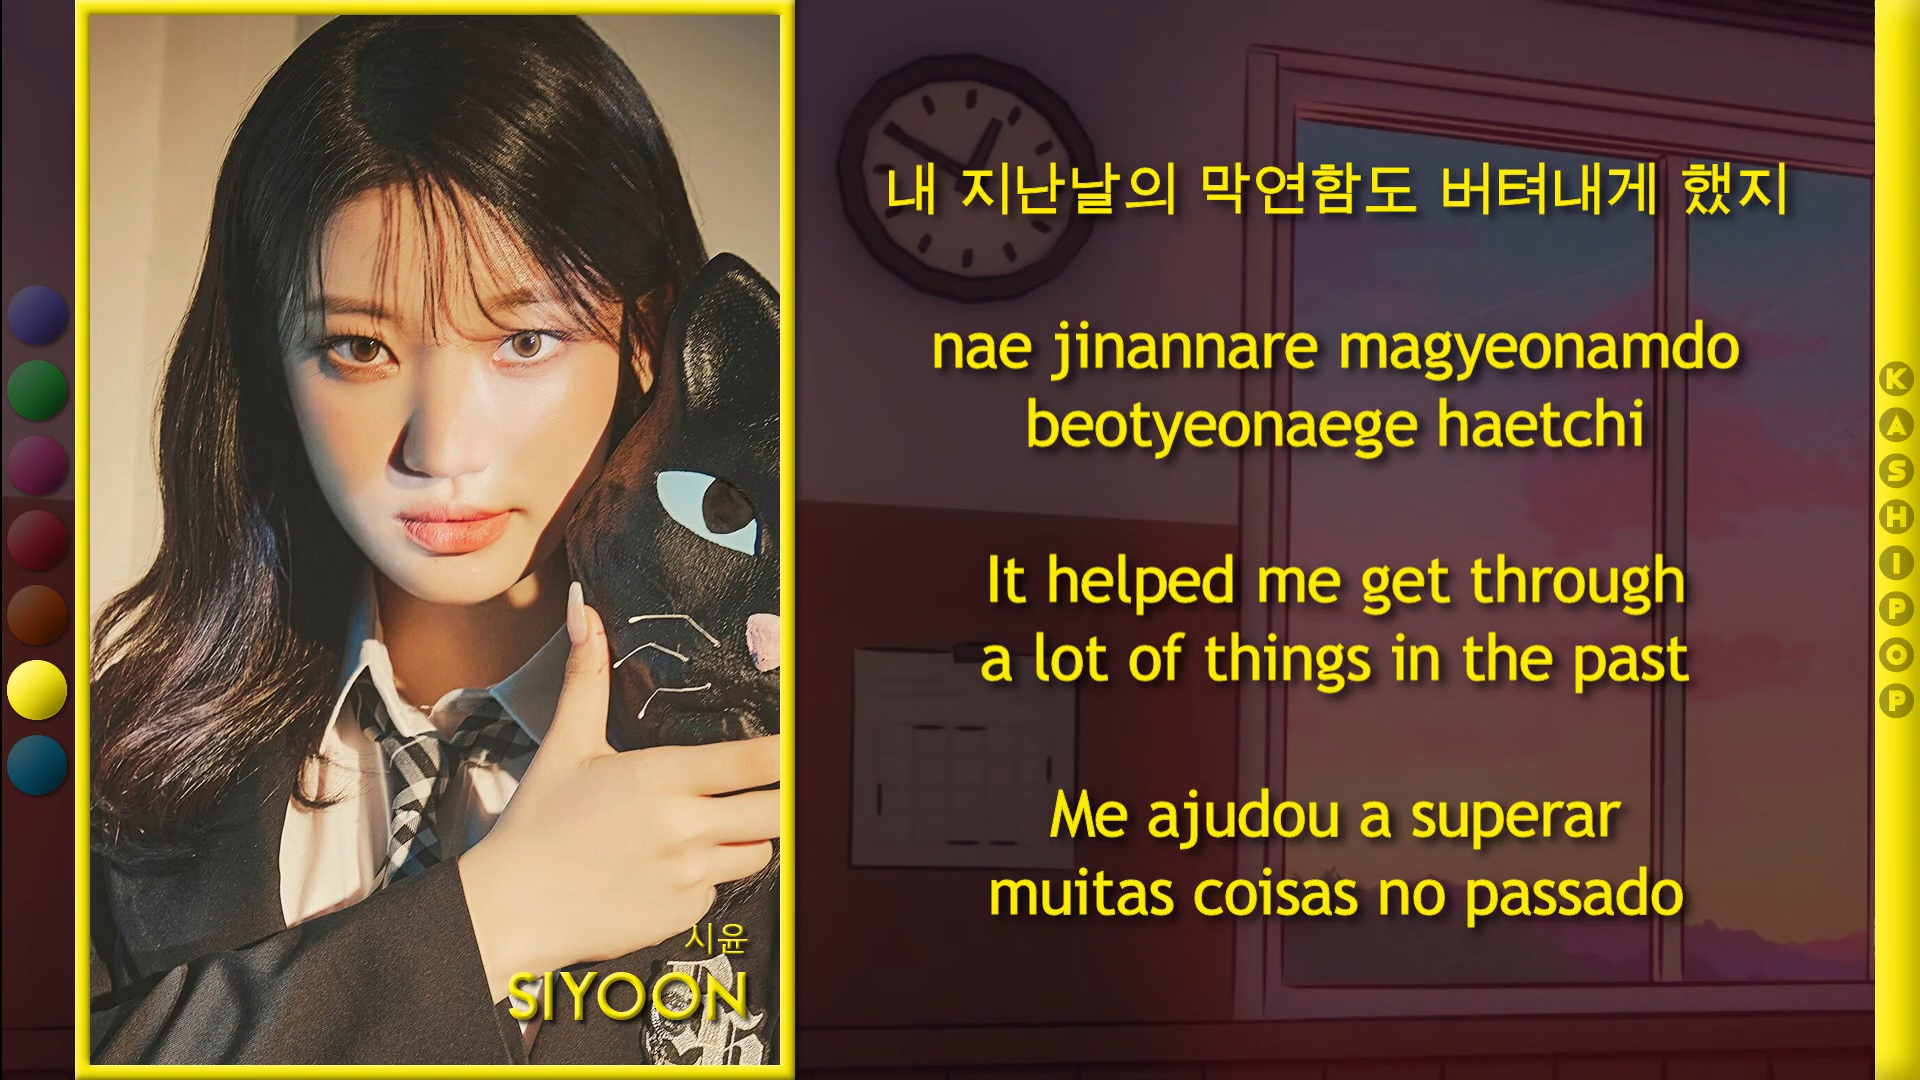 내 지난날의 막연함도 버텨내게 했지
nae jinannare magyeonamdo
beotyeonaege haetchi
It helped me get through
a lot of things in the past
Me ajudou a superar
muitas coisas no passado
시윤
SIYOON
KASHIPOP